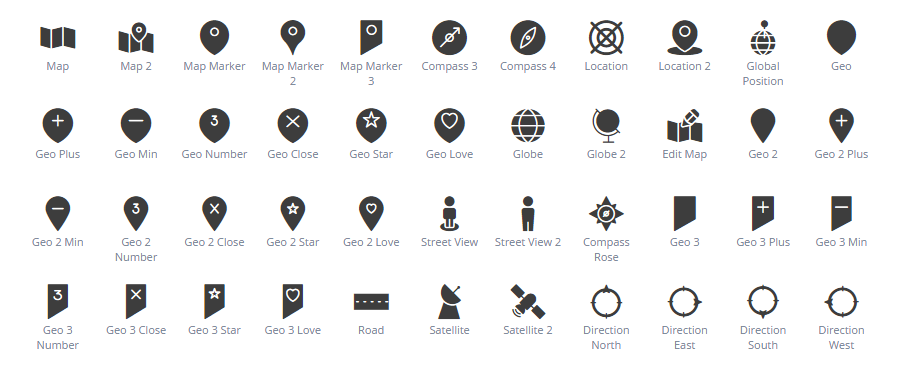 Map Map 2 Map Marker Map Marker 2 Map Marker 3 Compass 3 Compass 4 Location Location 2 Global Position Geo
3
Geo Plus Geo Min Geo Number Geo Close Geo Star Geo Love Globe Globe 2 Edit Map Geo 2 Geo 2 Plus
3
Geo 2 Min Geo 2 Number Geo 2 Close Geo 2 Star Geo 2 Love Street View Street View 2 Compass Rose Geo 3 Geo 3 Plus Geo 3 Min
3
Geo 3 Number Geo 3 Close Geo 3 Star Geo 3 Love Road Satellite Satellite 2 Direction North Direction East Direction South Direction West